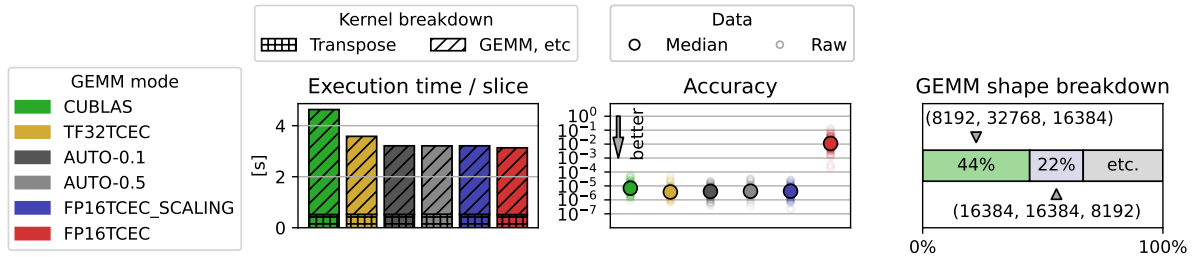 Kernel breakdown
Transpose
GEMM, etc
Data
Median
Raw
GEMM mode
CUBLAS
TF32TCEC
AUTO-0.1
AUTO-0.5
FP16TCEC_SCALING
FP16TCEC
Execution time / slice
[s]
4
2
0
Accuracy
10^0
10^-1
10^-2
10^-3
10^-4
10^-5
10^-6
10^-7
better
GEMM shape breakdown
(8192, 32768, 16384)
44%
22%
etc.
(16384, 16384, 8192)
0%
100%